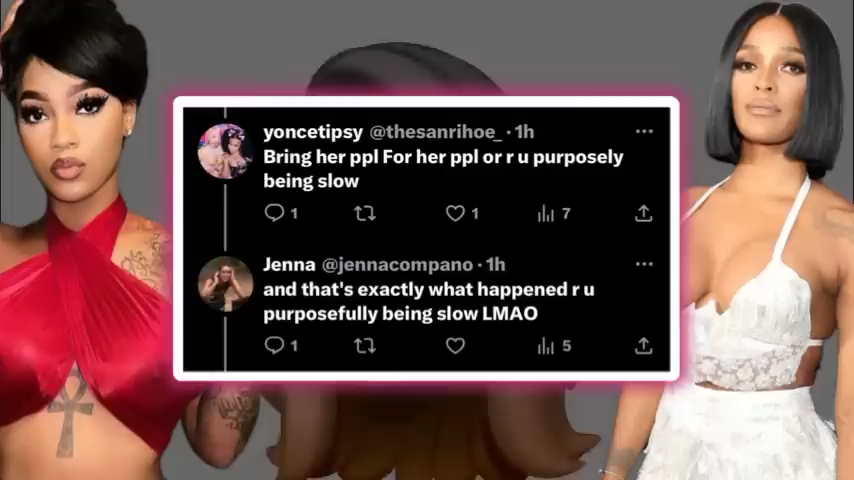 yoncetipsy @thesanrihoe_ · 1h
Bring her ppl For her ppl or r u purposely
being slow
1 1 7
Jenna @jennacompano · 1h
and that's exactly what happened r u
purposefully being slow LMAO
1 5